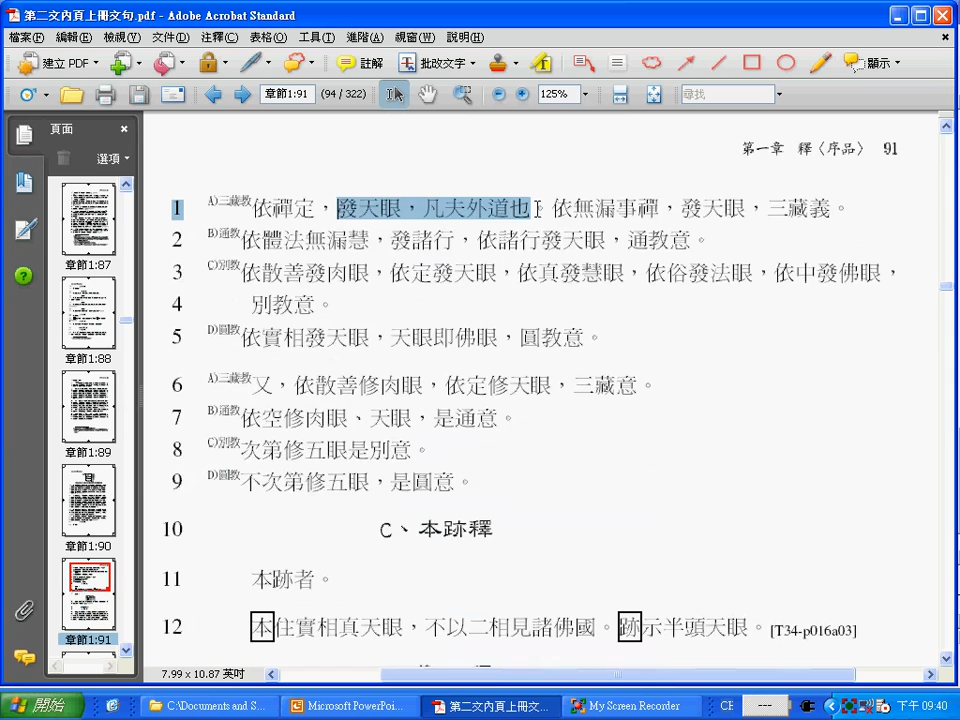 第二交內頁上冊文句.pdf - Adobe Acrobat Standard
檔案(F) 編輯(E) 檢視(V) 文件(D) 注釋(C) 表格(O) 工具(T) 進階(A) 視窗(W) 說明(H)
建立 PDF 註解 批改文字 顯示
章節1:91 (94 / 322) 125% 尋找
頁面
選項
章節1:87
章節1:88
章節1:89
章節1:90
章節1:91
第一章 釋〈序品〉 91
1 A)三藏教依禪定，發天眼，凡夫外道也；依無漏事禪，發天眼，三藏義。
2 B)通教依體法無漏慧，發諸行，依諸行發天眼，通教意。
3 C)別教依散善發肉眼，依定發天眼，依真發慧眼，依俗發法眼，依中發佛眼，
4 別教意。
5 D)圓教依實相發天眼，天眼即佛眼，圓教意。
6 A)三藏教又，依散善修肉眼，依定修天眼，三藏意。
7 B)通教依空修肉眼、天眼，是通意。
8 C)別教次第修五眼是別意。
9 D)圓教不次第修五眼，是圓意。
10 C、本跡釋
11 本跡者。
12 本住實相真天眼，不以二相見諸佛國。跡示半頭天眼。[T34-p016a03]
7.99 x 10.87 英吋
開始 C:\Documents and S... Microsoft PowerPoi... 第二交內頁上冊文... My Screen Recorder CH --- 下午 09:40